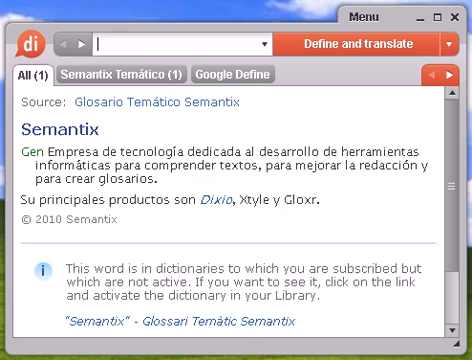 Menu
di
Define and translate
All (1)
Semantix Temático (1)
Google Define
Source: Glosario Temático Semantix
Semantix
Gen Empresa de tecnología dedicada al desarrollo de herramientas
informáticas para comprender textos, para mejorar la redacción y
para crear glosarios.
Su principales productos son Dixio, Xtyle y Gloxr.
© 2010 Semantix
i
This word is in dictionaries to which you are subscribed but
which are not active. If you want to see it, click on the link
and activate the dictionary in your Library.
"Semantix" - Glossari Temàtic Semantix